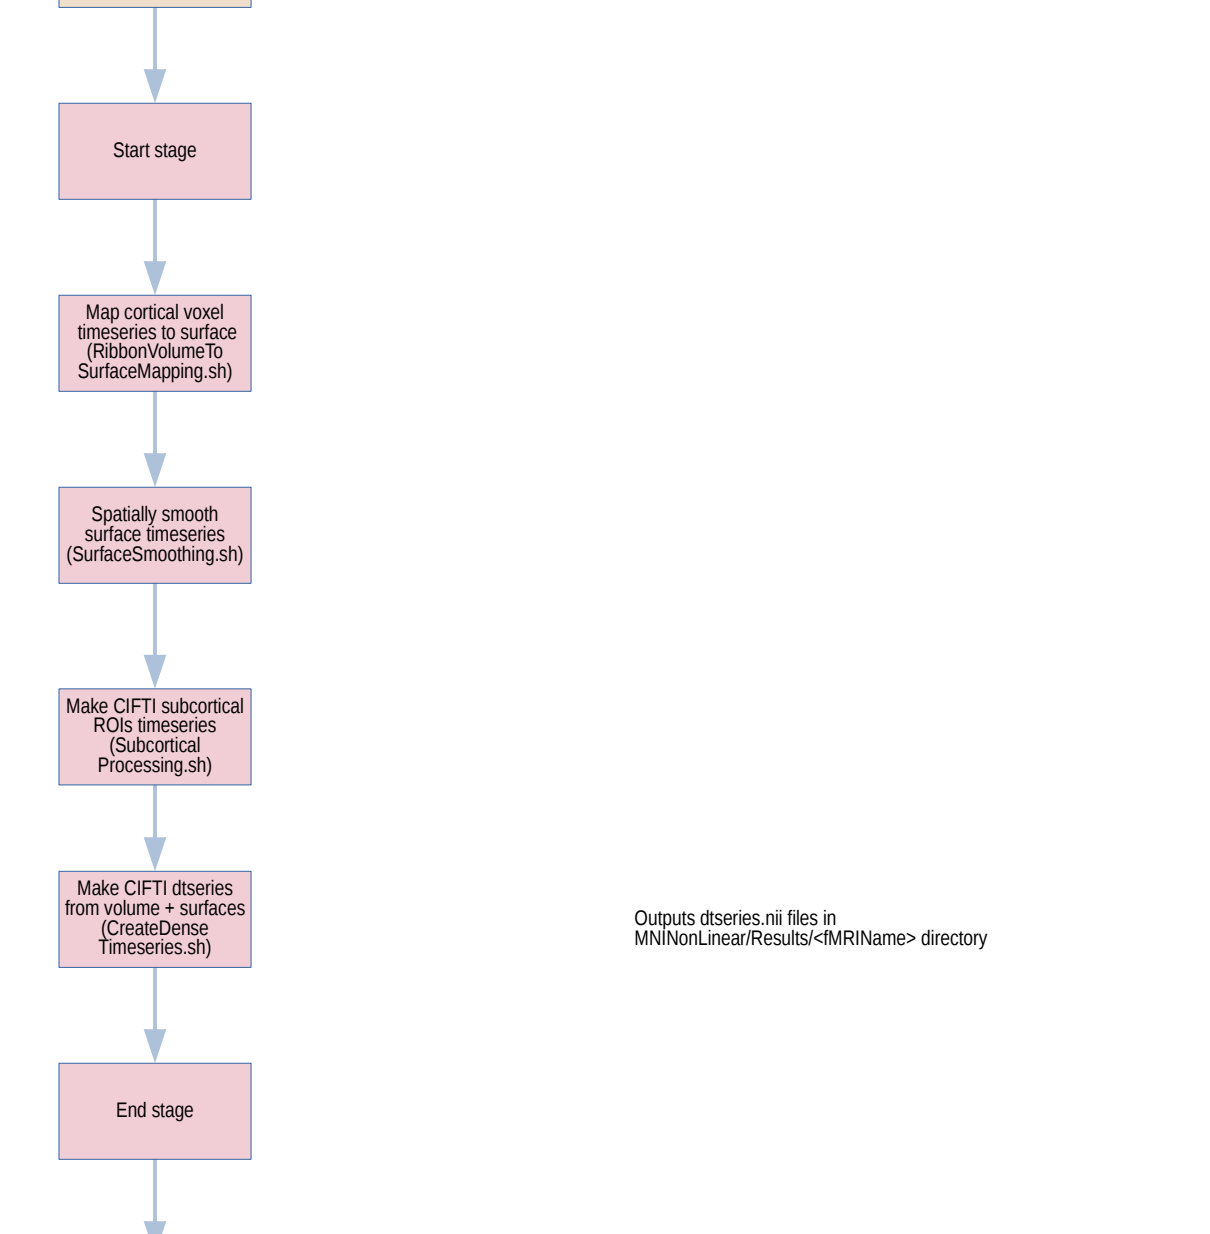 Start stage
Map cortical voxel
timeseries to surface
(RibbonVolumeTo
SurfaceMapping.sh)
Spatially smooth
surface timeseries
(SurfaceSmoothing.sh)
Make CIFTI subcortical
ROIs timeseries
(Subcortical
Processing.sh)
Make CIFTI dtseries
from volume + surfaces
(CreateDense
Timeseries.sh)
Outputs dtseries.nii files in
MNINonLinear/Results/<fMRIName> directory
End stage